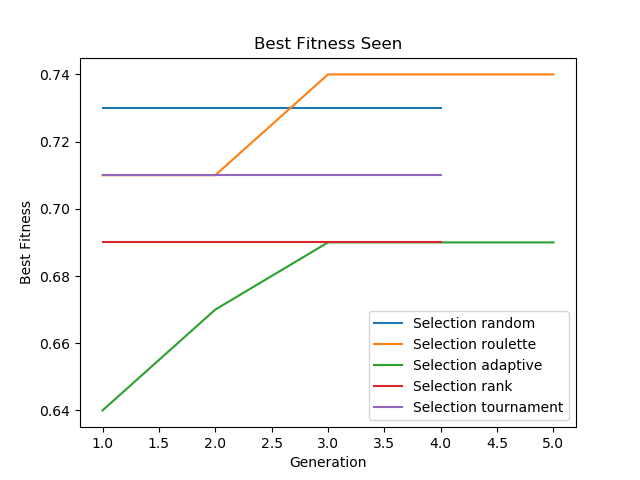 Best Fitness Seen
Best Fitness
0.74
0.72
0.70
0.68
0.66
0.64
Selection random
Selection roulette
Selection adaptive
Selection rank
Selection tournament
1.0 1.5 2.0 2.5 3.0 3.5 4.0 4.5 5.0
Generation